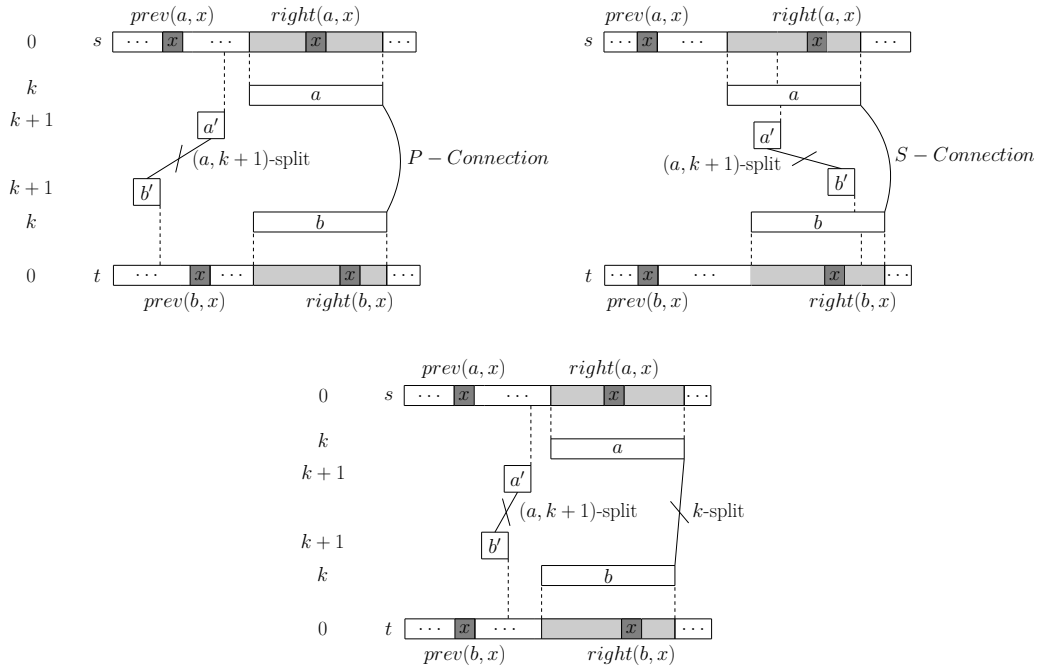 prev(a, x) right(a, x)
0 s ⋯ x ⋯ x ⋯
k a
k + 1 a′
(a, k + 1)-split P − Connection
k + 1 b′
k b
0 t ⋯ x ⋯ x ⋯
prev(b, x) right(b, x)
prev(a, x) right(a, x)
s ⋯ x ⋯ x ⋯
a
a′
(a, k + 1)-split S − Connection
b′
b
t ⋯ x ⋯ x ⋯
prev(b, x) right(b, x)
prev(a, x) right(a, x)
0 s ⋯ x ⋯ x ⋯
k a
k + 1 a′
(a, k + 1)-split k-split
k + 1 b′
k b
0 t ⋯ x ⋯ x ⋯
prev(b, x) right(b, x)